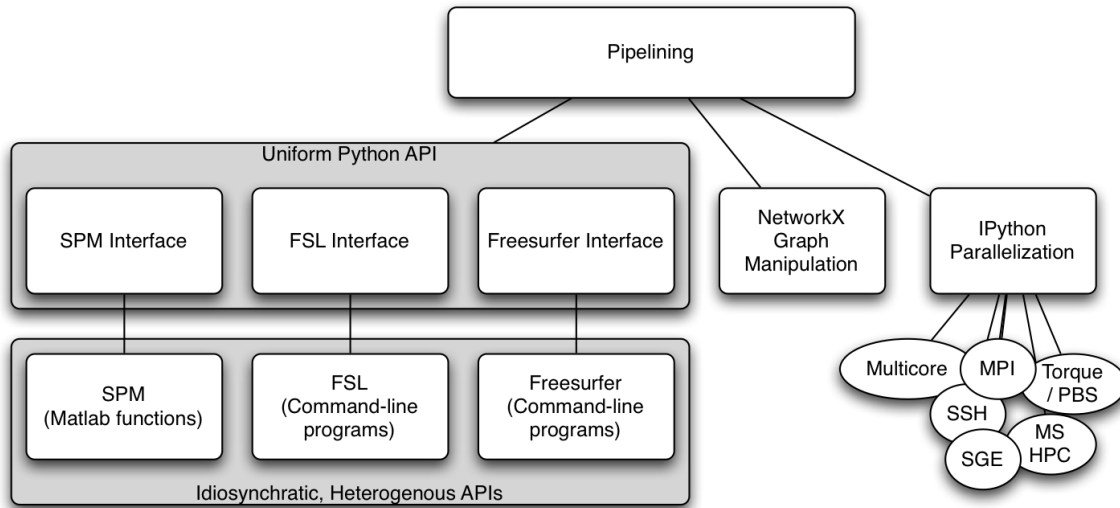 Pipelining
Uniform Python API
SPM Interface
FSL Interface
Freesurfer Interface
NetworkX
Graph
Manipulation
IPython
Parallelization
SPM
(Matlab functions)
FSL
(Command-line
programs)
Freesurfer
(Command-line
programs)
Idiosynchratic, Heterogenous APIs
Multicore
MPI
Torque
/ PBS
SSH
MS
HPC
SGE